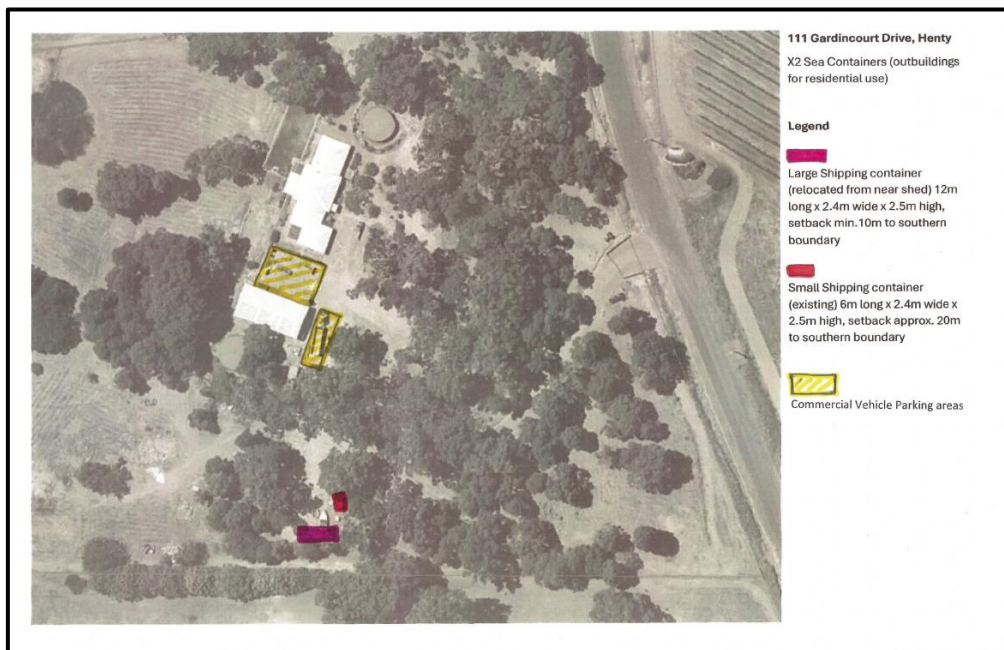 111 Gardincourt Drive, Henty
X2 Sea Containers (outbuildings
for residential use)
Legend
Large Shipping container
(relocated from near shed) 12m
long x 2.4m wide x 2.5m high,
setback min.10m to southern
boundary
Small Shipping container
(existing) 6m long x 2.4m wide x
2.5m high, setback approx. 20m
to southern boundary
Commercial Vehicle Parking areas